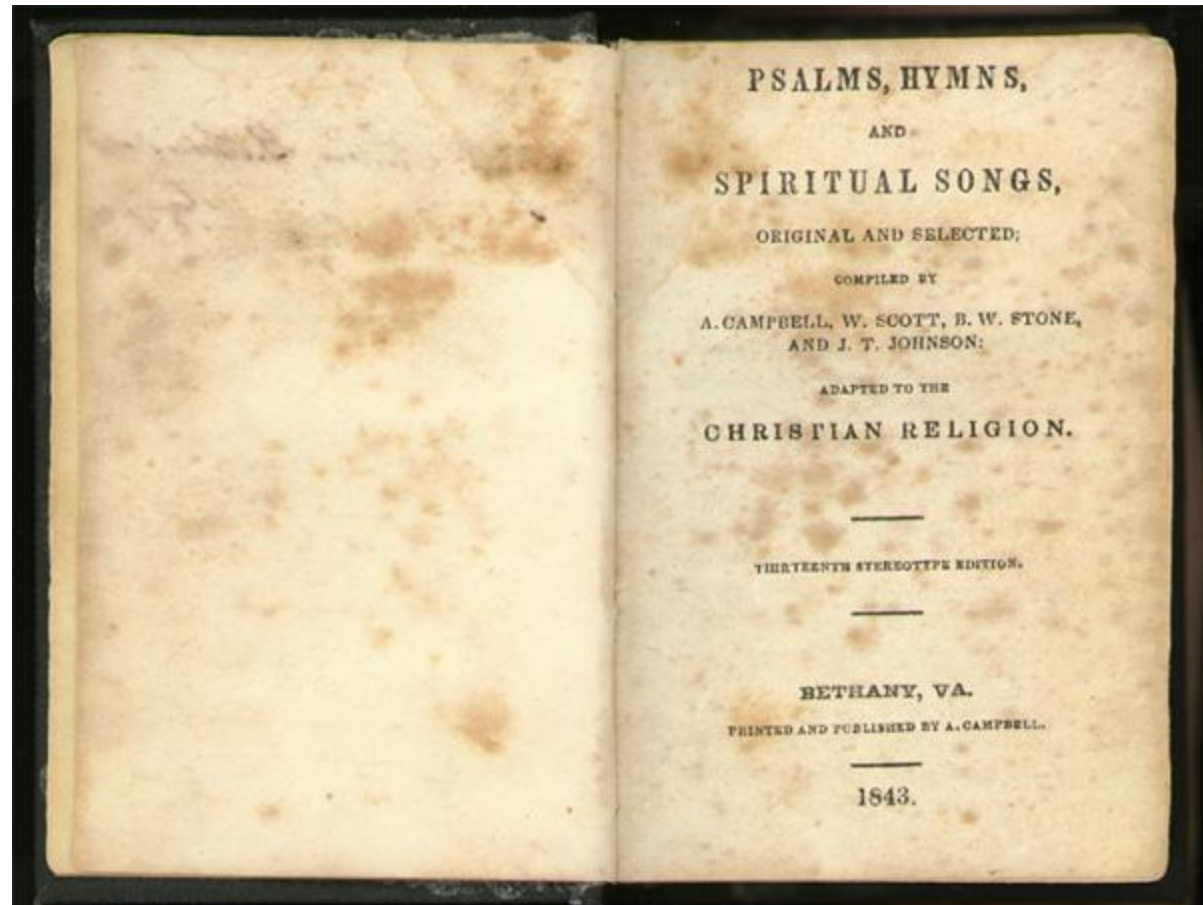 PSALMS, HYMNS,
AND
SPIRITUAL SONGS,
ORIGINAL AND SELECTED;
COMPILED BY
A. CAMPBELL, W. SCOTT, B. W. STONE,
AND J. T. JOHNSON;
ADAPTED TO THE
CHRISTIAN RELIGION.
THIRTEENTH STEREOTYPE EDITION.
BETHANY, VA.
PRINTED AND PUBLISHED BY A. CAMPBELL.
1843.